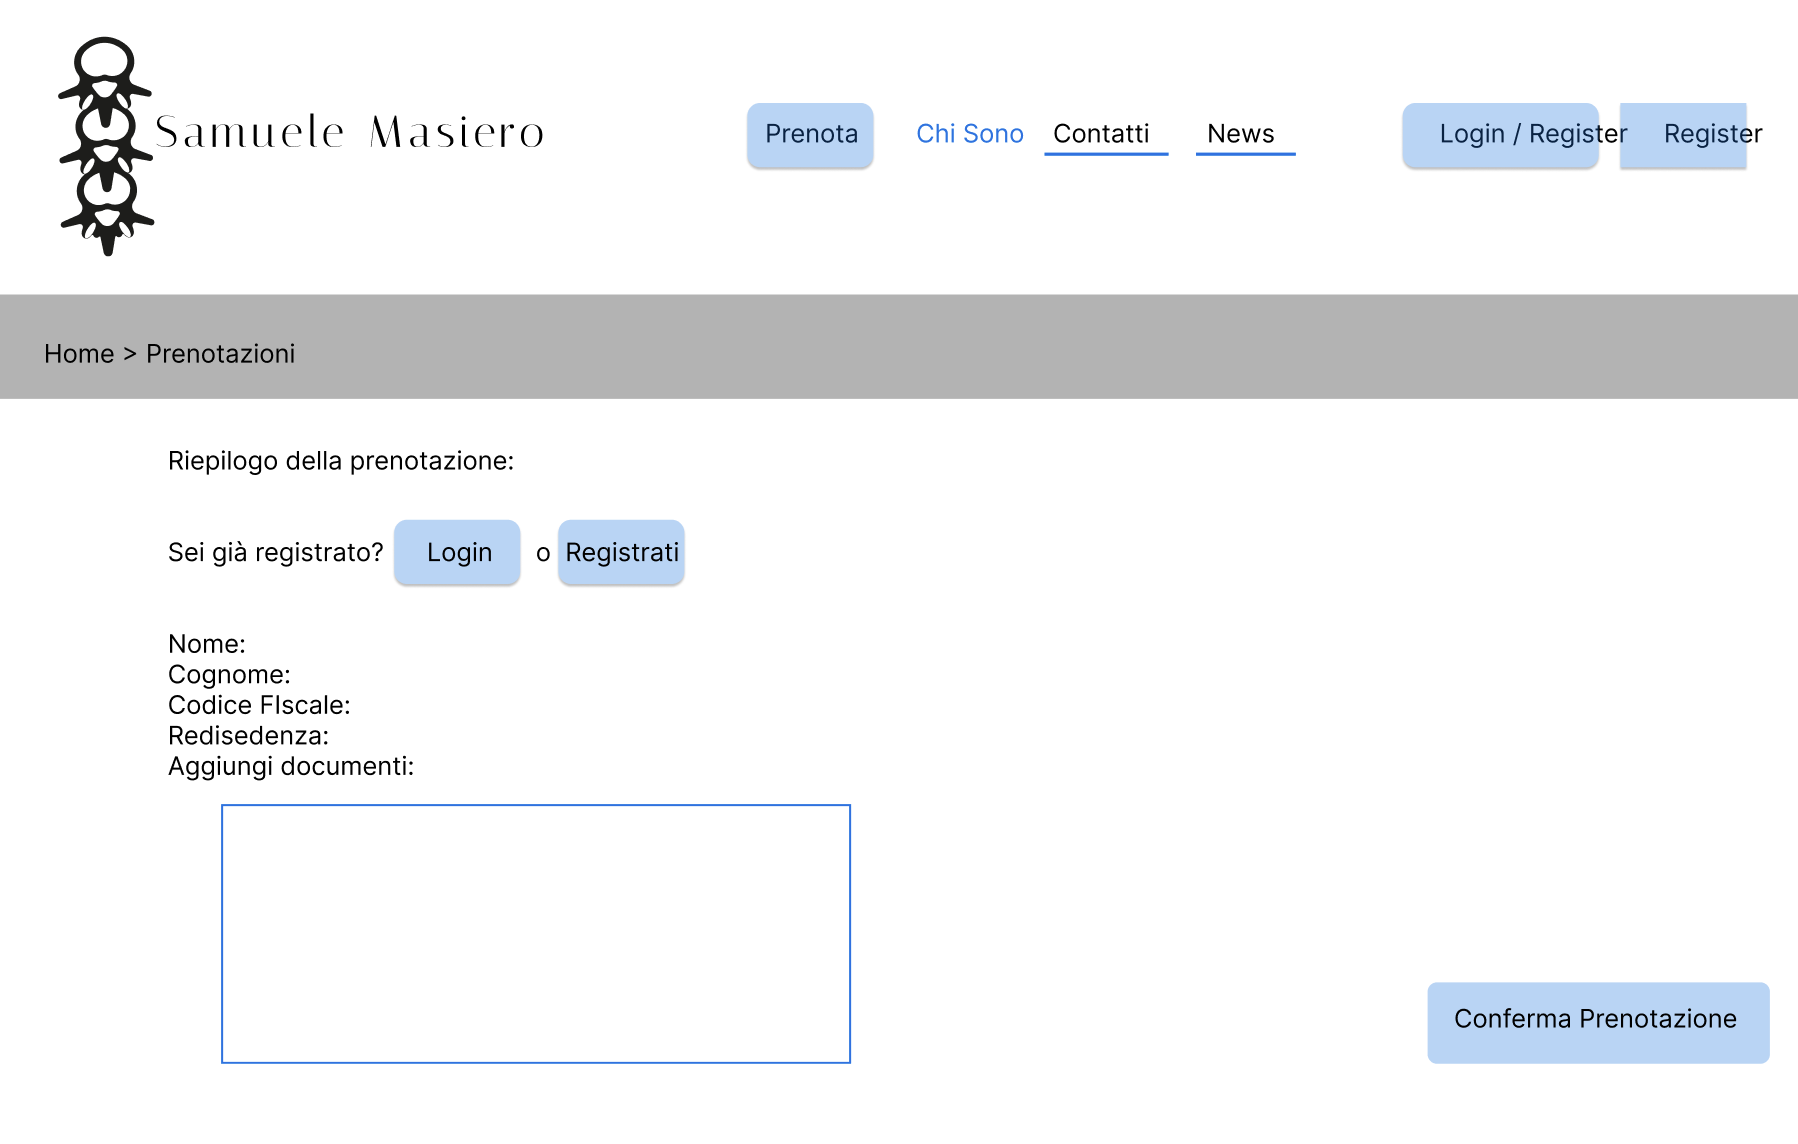 Samuele Masiero
Prenota
Chi Sono
Contatti
News
Login / Register
Register
Home > Prenotazioni
Riepilogo della prenotazione:
Sei già registrato? Login o Registrati
Nome:
Cognome:
Codice FIscale:
Redisedenza:
Aggiungi documenti:
Conferma Prenotazione